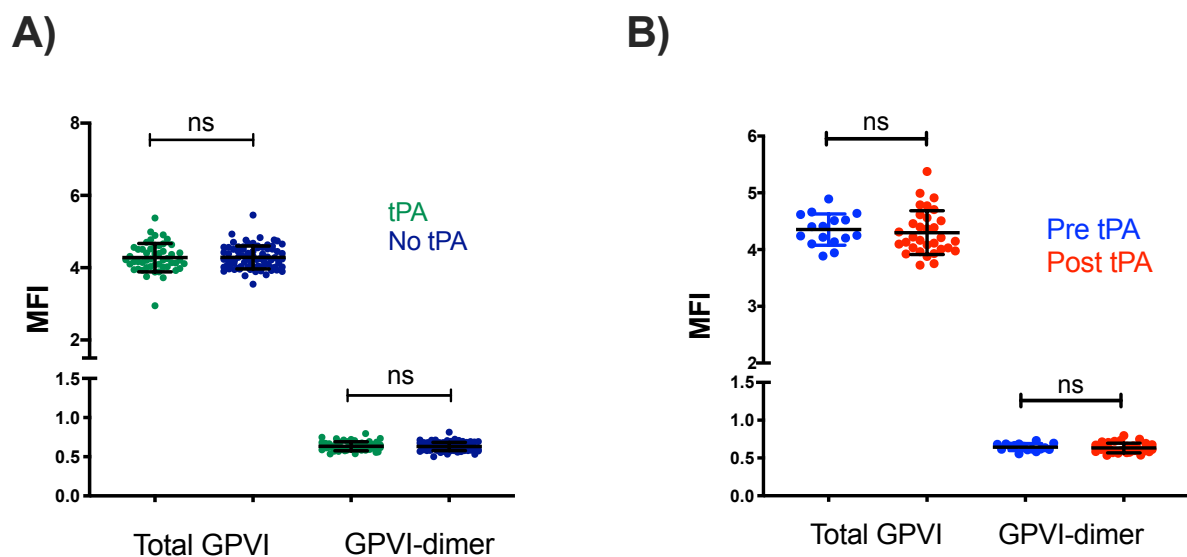 A)
B)
8
6
4
2
1.5
1.0
0.5
0.0
MFI
ns
ns
tPA
No tPA
Total GPVI
GPVI-dimer
6
5
4
3
2
1.5
1.0
0.5
0.0
MFI
ns
ns
Pre tPA
Post tPA
Total GPVI
GPVI-dimer